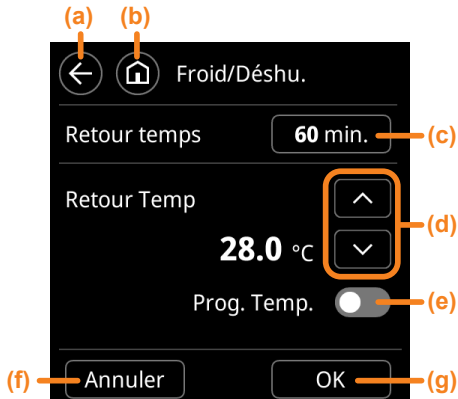 (a) (b)
Froid/Déshu.
Retour temps 60 min. (c)
Retour Temp
(d)
28.0 °C
Prog. Temp. (e)
(f) Annuler OK (g)